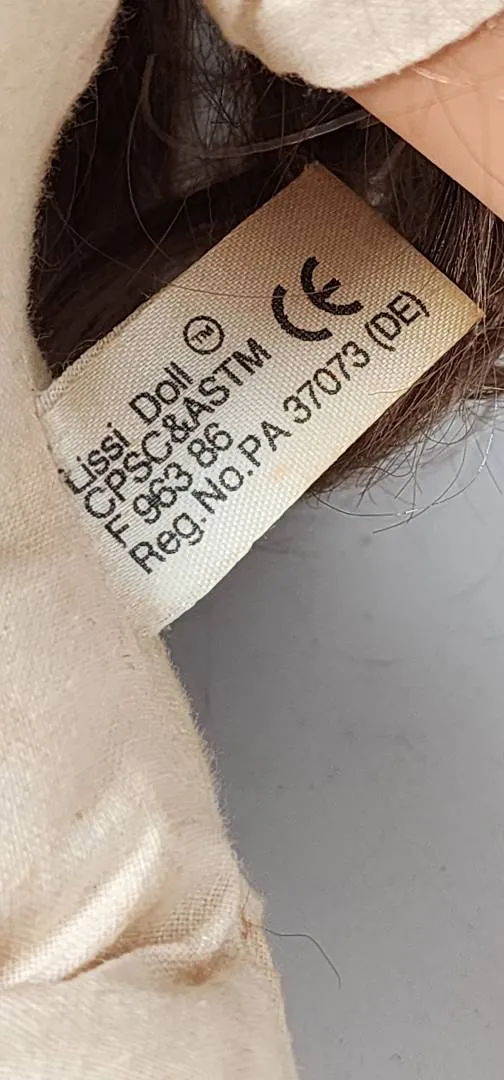 Lissi Doll ™
CE
CPSC&ASTM
F 963 86
Reg.No.PA 37073 (DE)